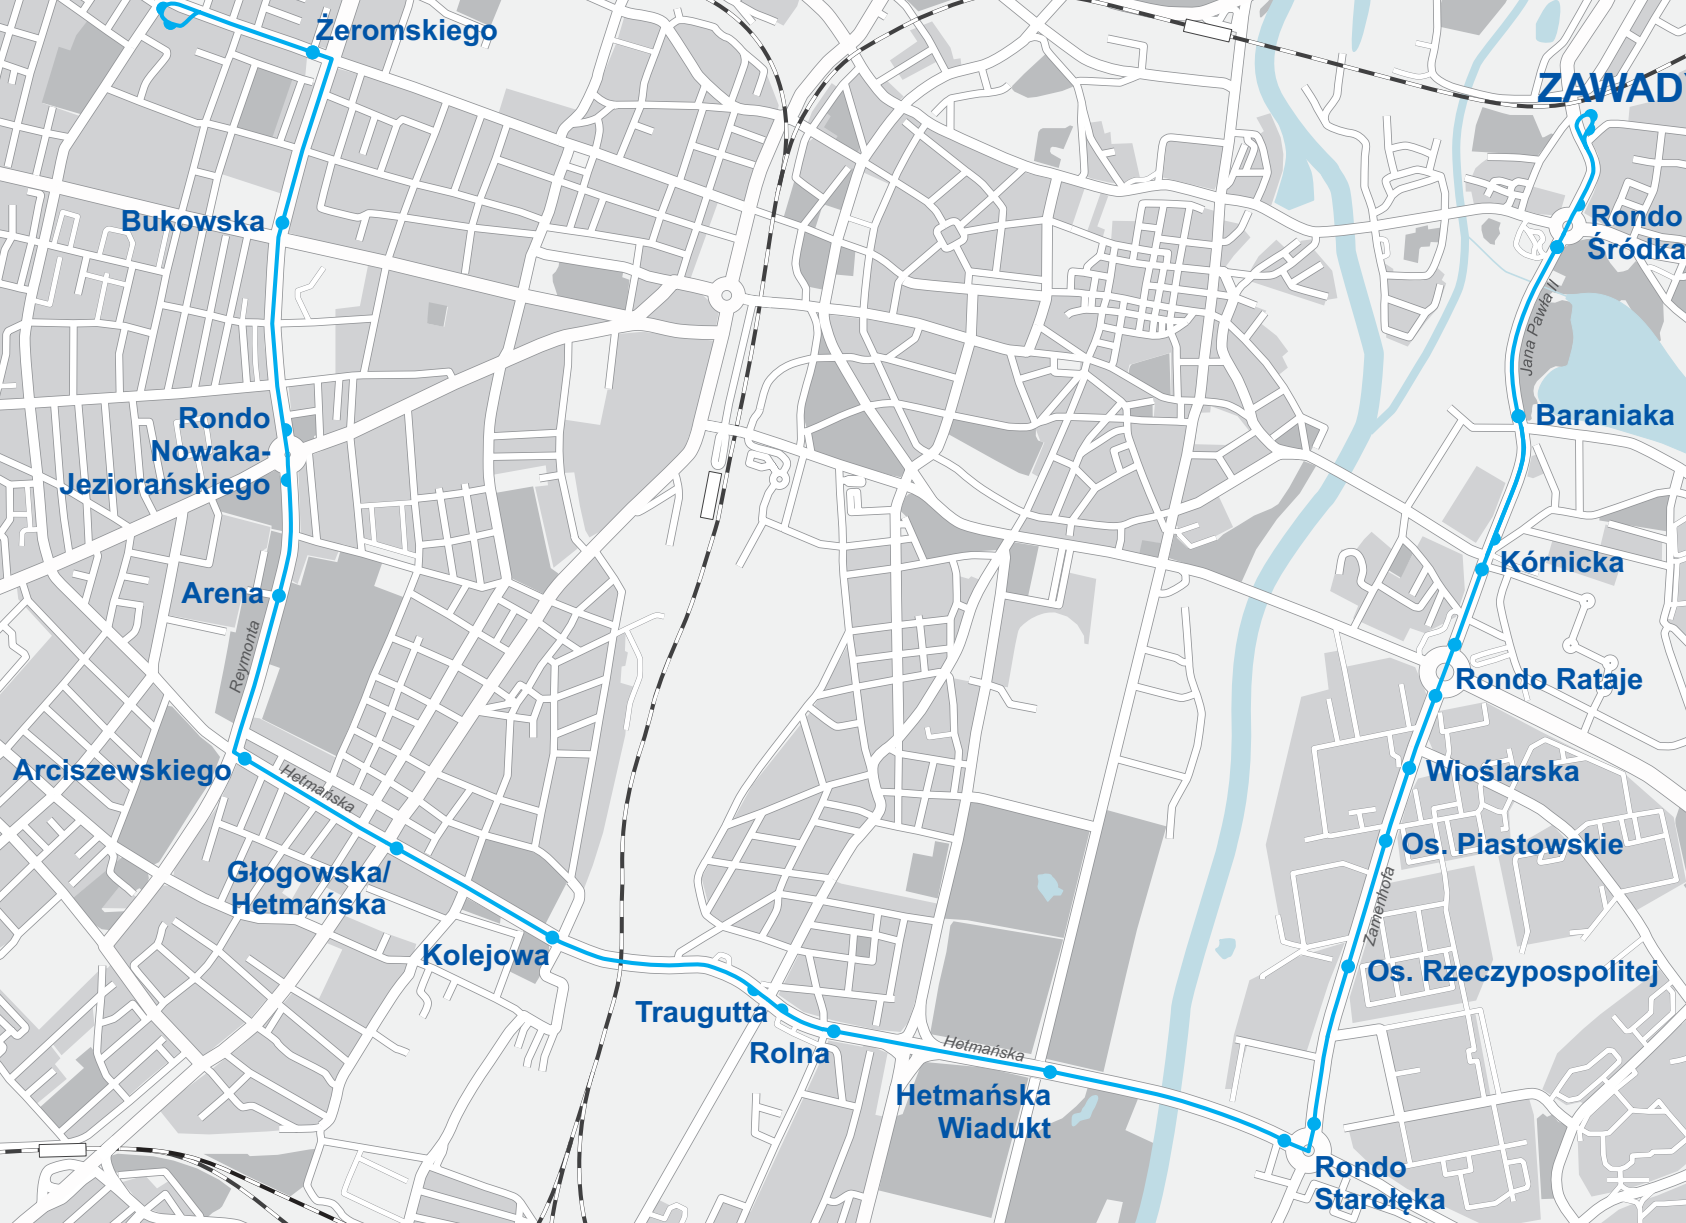 Żeromskiego
ZAWAD
Bukowska
Rondo
Śródka
Jana Pawła II
Rondo
Nowaka-
Jeziorańskiego
Baraniaka
Kórnicka
Arena
Reymonta
Rondo Rataje
Arciszewskiego
Hetmańska
Wioślarska
Głogowska/
Hetmańska
Os. Piastowskie
Zamenhofa
Kolejowa
Os. Rzeczypospolitej
Traugutta
Rolna
Hetmańska
Hetmańska
Wiadukt
Rondo
Starołęka